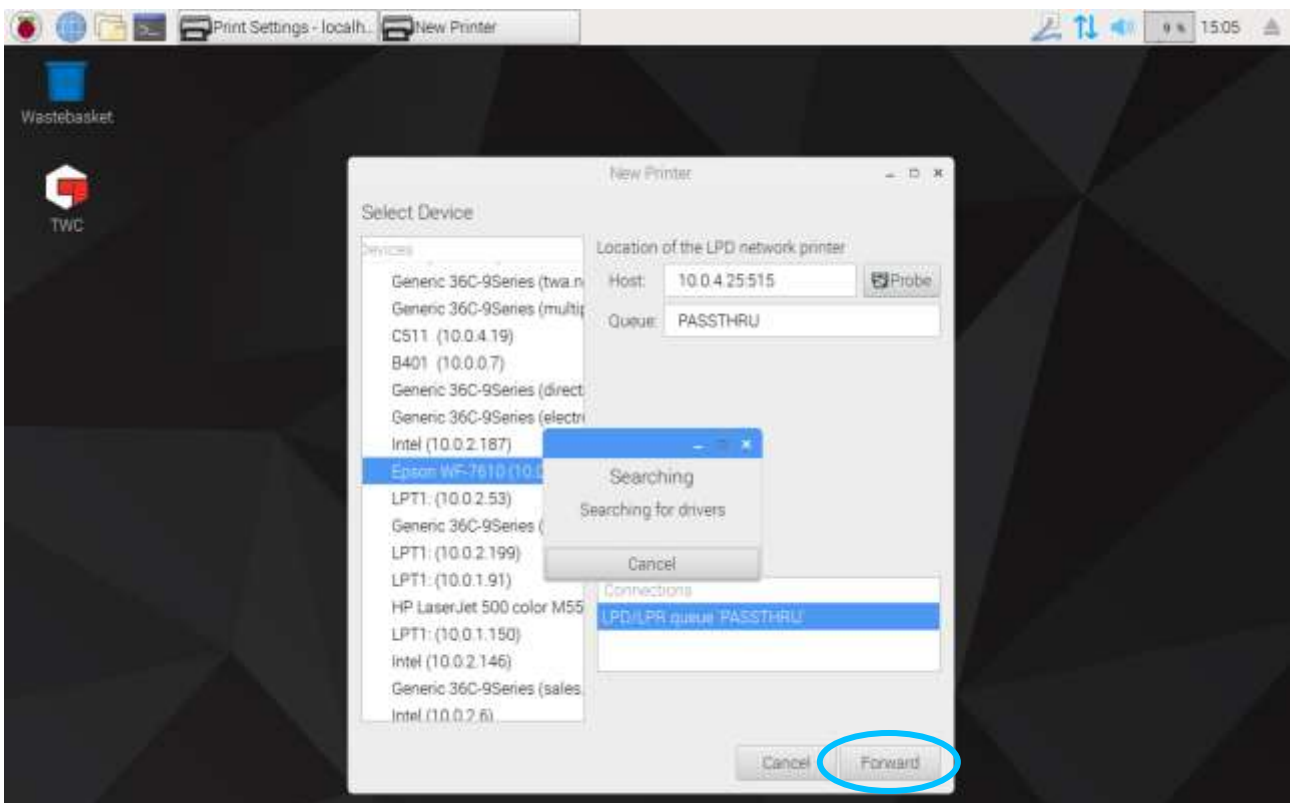 Print Settings - localh..
New Printer
9 %
15:05
Wastebasket
TWC
New Printer
Select Device
Devices
Generic 36C-9Series (twa.n
Generic 36C-9Series (multip
C511 (10.0.4.19)
B401 (10.0.0.7)
Generic 36C-9Series (direct
Generic 36C-9Series (electr
Intel (10.0.2.187)
Epson WF-7610 (10.0
LPT1: (10.0.2.53)
Generic 36C-9Series (
LPT1: (10.0.2.199)
LPT1: (10.0.1.91)
HP LaserJet 500 color M55
LPT1: (10.0.1.150)
Intel (10.0.2.146)
Generic 36C-9Series (sales.
Intel (10.0.2.6)
Location of the LPD network printer
Host: 10.0.4.25:515 Probe
Queue: PASSTHRU
Searching
Searching for drivers
Cancel
Connections
LPD/LPR queue 'PASSTHRU'
Cancel Forward